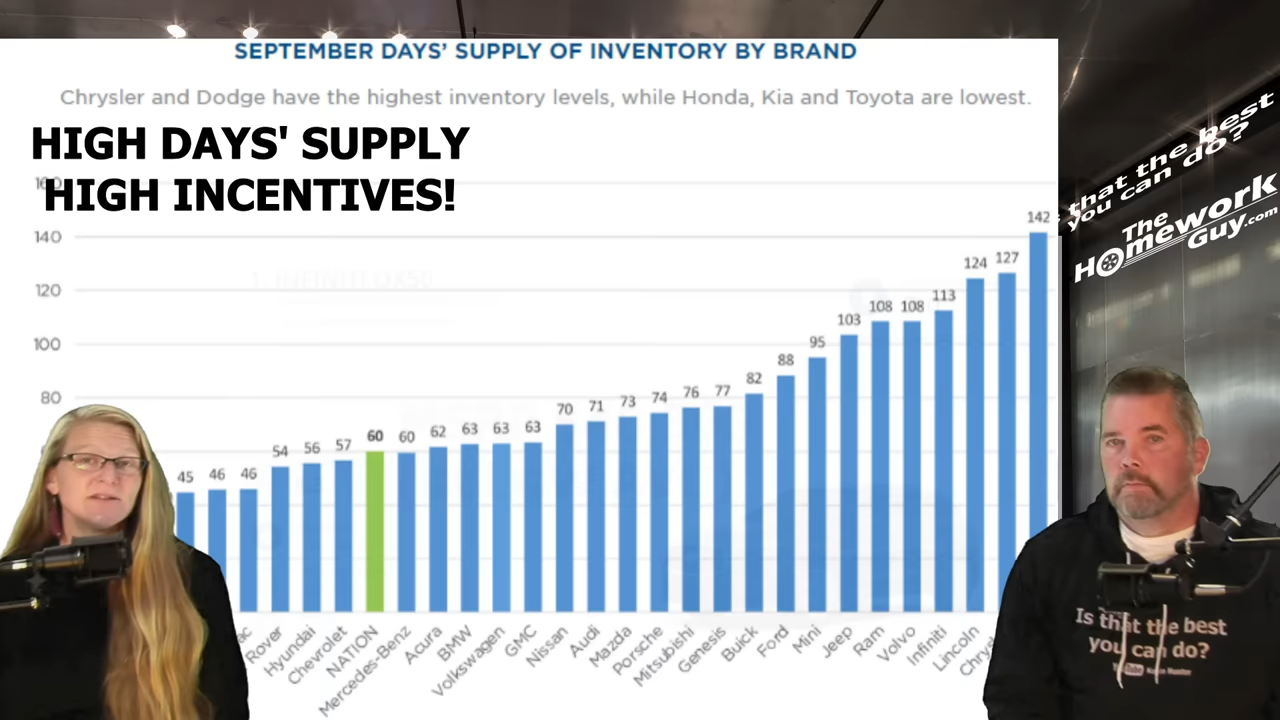 SEPTEMBER DAYS' SUPPLY OF INVENTORY BY BRAND
Chrysler and Dodge have the highest inventory levels, while Honda, Kia and Toyota are lowest.
HIGH DAYS' SUPPLY
HIGH INCENTIVES!
160
140
120
100
80
45
46
46
54
56
57
60
60
62
63
63
63
70
71
73
74
76
77
82
88
95
103
108
108
113
124
127
142
Rover
Hyundai
Chevrolet
NATION
Mercedes-Benz
Acura
BMW
Volkswagen
GMC
Nissan
Audi
Mazda
Porsche
Mitsubishi
Genesis
Buick
Ford
Mini
Jeep
Ram
Volvo
Infiniti
Lincoln
Chrys
that the best
you can do?
The
Homework
Guy.com
Is that the best
you can do?